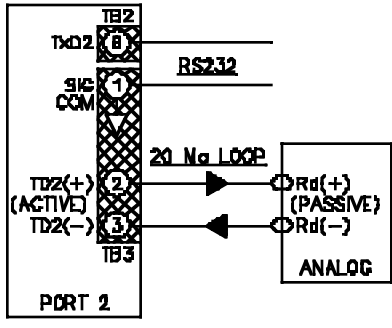 TB2
TxD2 6
RS232
SIG COM 1
20 Ma LOOP
TD2(+) 2 Rd(+)
(ACTIVE) (PASSIVE)
TD2(-) 3 Rd(-)
TB3
ANALOG
PORT 2